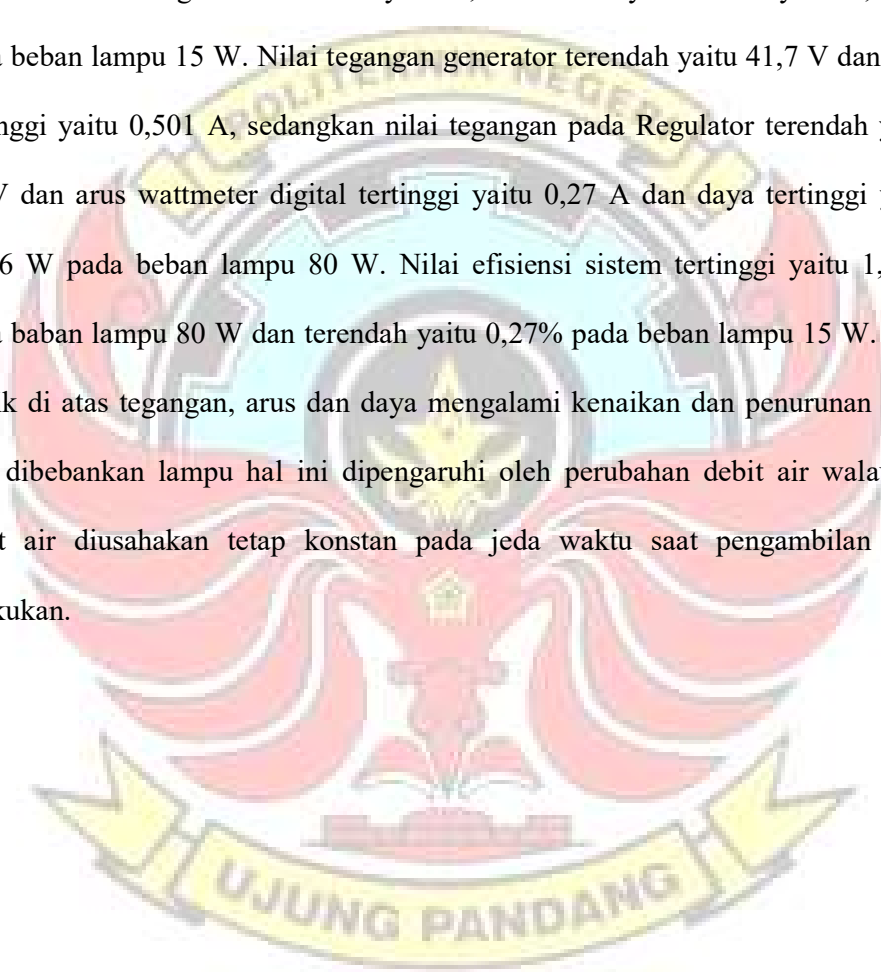 beban lampu 15 W. Nilai tegangan generator terendah yaitu 41,7 V dan
yaitu 0,501 A, sedangkan nilai tegangan pada Regulator terendah
V dan arus wattmeter digital tertinggi yaitu 0,27 A dan daya tertinggi
6 W pada beban lampu 80 W. Nilai efisiensi sistem tertinggi yaitu 1,
baban lampu 80 W dan terendah yaitu 0,27% pada beban lampu 15 W.
di atas tegangan, arus dan daya mengalami kenaikan dan penurunan
dibebankan lampu hal ini dipengaruhi oleh perubahan debit air
air diusahakan tetap konstan pada jeda waktu saat pengambilan
kukan.
POLITEKNIK NEGERI
UJUNG PANDANG